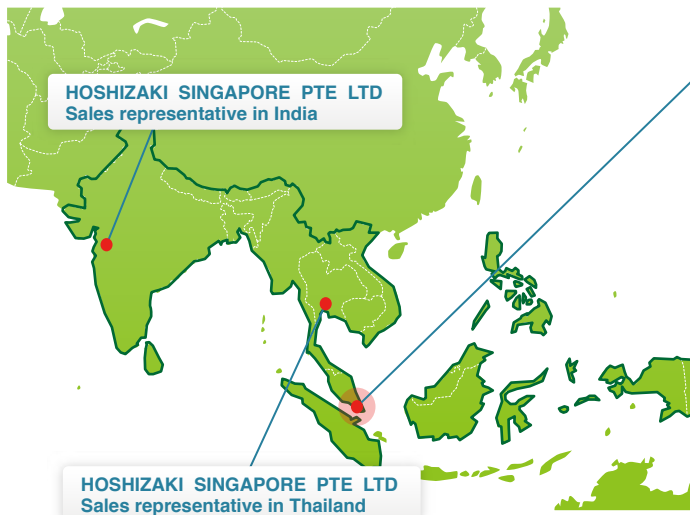 HOSHIZAKI SINGAPORE PTE LTD
Sales representative in India
HOSHIZAKI SINGAPORE PTE LTD
Sales representative in Thailand